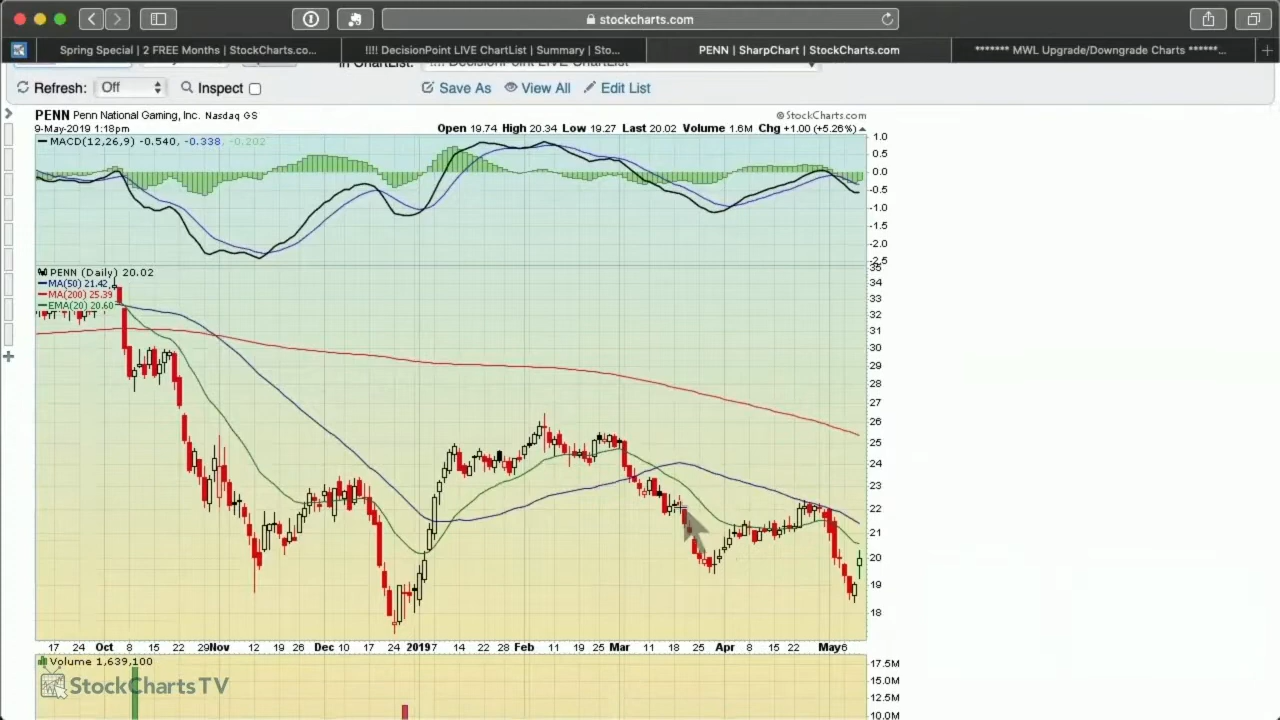 stockcharts.com
Spring Special | 2 FREE Months | StockCharts.co...
!!!! DecisionPoint LIVE ChartList | Summary | Sto...
PENN | SharpChart | StockCharts.com
******* MWL Upgrade/Downgrade Charts ******...
in ChartList: !!!! DecisionPoint LIVE ChartList
Refresh: Off Inspect Save As View All Edit List
PENN Penn National Gaming, Inc. Nasdaq GS ©StockCharts.com
9-May-2019 1:18pm Open 19.74 High 20.34 Low 19.27 Last 20.02 Volume 1.6M Chg +1.00 (+5.26%)
MACD(12,26,9) -0.540, -0.338, -0.202
1.0
0.5
0.0
-0.5
-1.0
-1.5
-2.0
-2.5
PENN (Daily) 20.02
MA(50) 21.42
MA(200) 25.39
EMA(20) 20.60
35
34
33
32
31
30
29
28
27
26
25
24
23
22
21
20
19
18
17 24 Oct 8 15 22 29 Nov 12 19 26 Dec 10 17 24 2019 7 14 22 28 Feb 11 19 25 Mar 11 18 25 Apr 8 15 22 May 6
Volume 1,639,100
17.5M
15.0M
12.5M
10.0M
StockChartsTV